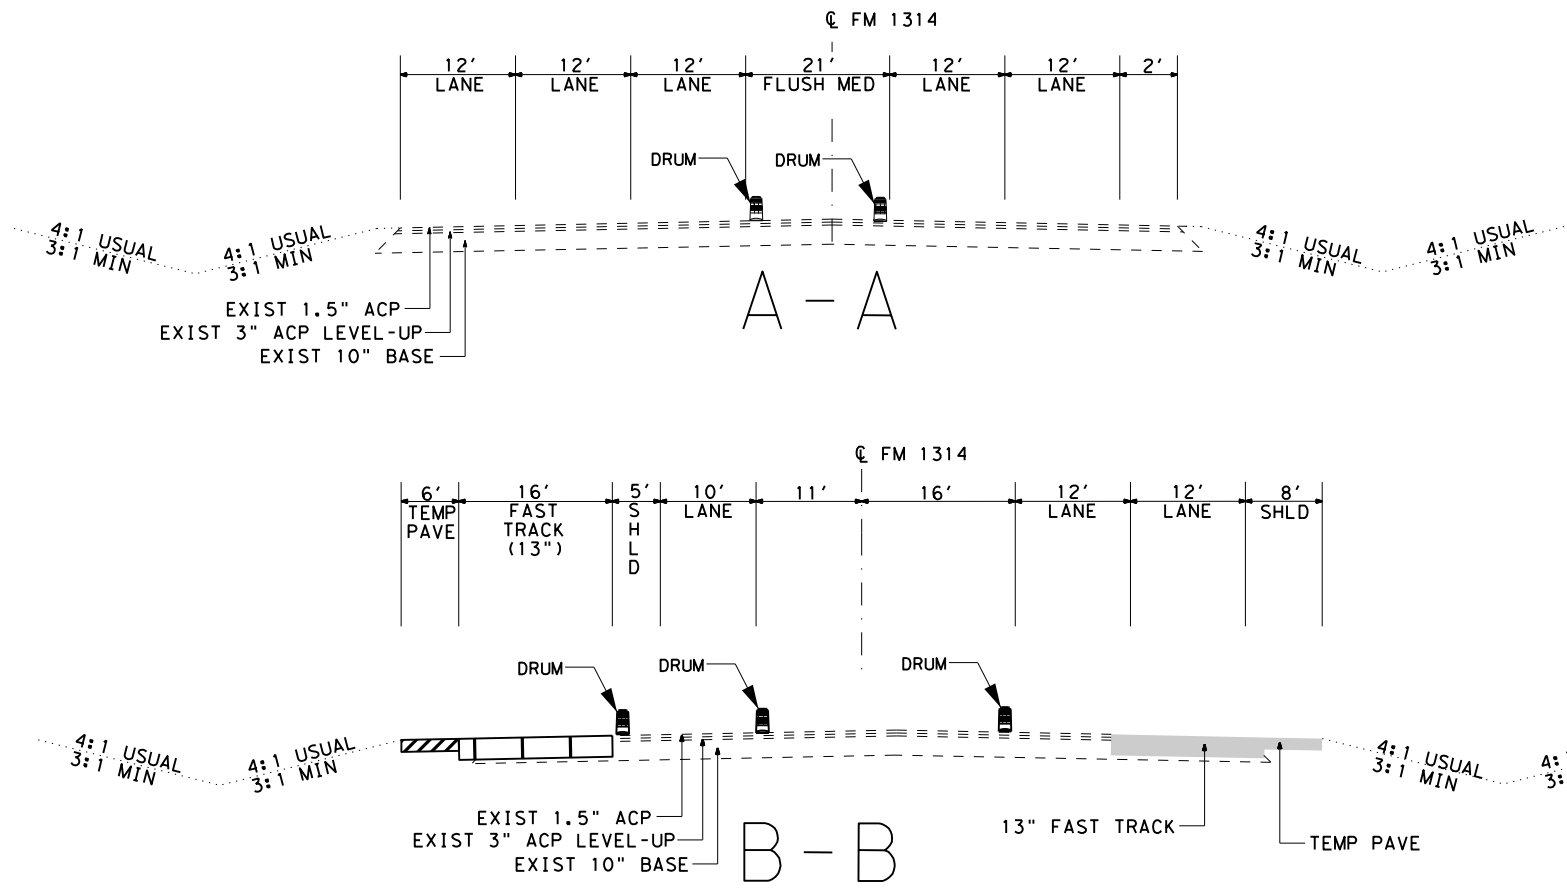 ℄ FM 1314
12' 12' 12' 21' 12' 12' 2'
LANE LANE LANE FLUSH MED LANE LANE
DRUM DRUM
4:1 USUAL
3:1 MIN
4:1 USUAL
3:1 MIN
4:1 USUAL
3:1 MIN
4:1 USUAL
3:1 MIN
EXIST 1.5" ACP
EXIST 3" ACP LEVEL-UP
EXIST 10" BASE
A - A
℄ FM 1314
6' 16' 5' 10' 11' 16' 12' 12' 8'
TEMP
PAVE
FAST
TRACK
(13")
S
H
L
D
LANE LANE LANE SHLD
DRUM DRUM DRUM
4:1 USUAL
3:1 MIN
4:1 USUAL
3:1 MIN
4:1 USUAL
3:1 MIN
4:
3:
EXIST 1.5" ACP
EXIST 3" ACP LEVEL-UP
EXIST 10" BASE
13" FAST TRACK
TEMP PAVE
B - B